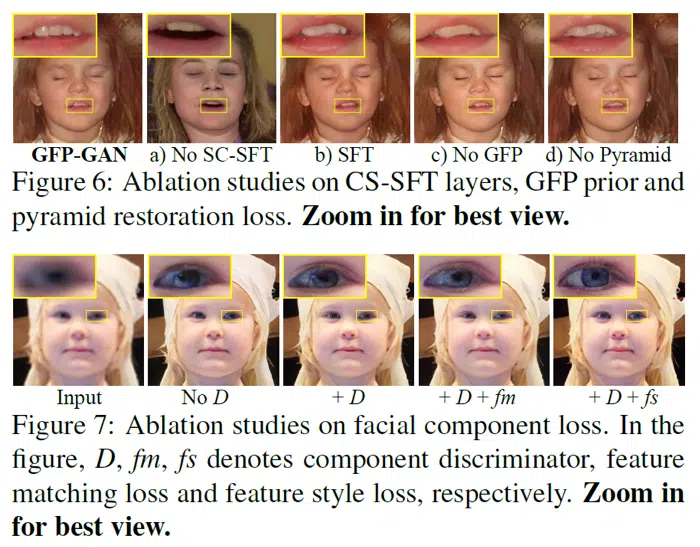 GFP-GAN a) No SC-SFT b) SFT c) No GFP d) No Pyramid
Figure 6: Ablation studies on CS-SFT layers, GFP prior and
pyramid restoration loss. Zoom in for best view.
Input No D + D + D + fm + D + fs
Figure 7: Ablation studies on facial component loss. In the
figure, D, fm, fs denotes component discriminator, feature
matching loss and feature style loss, respectively. Zoom in
for best view.